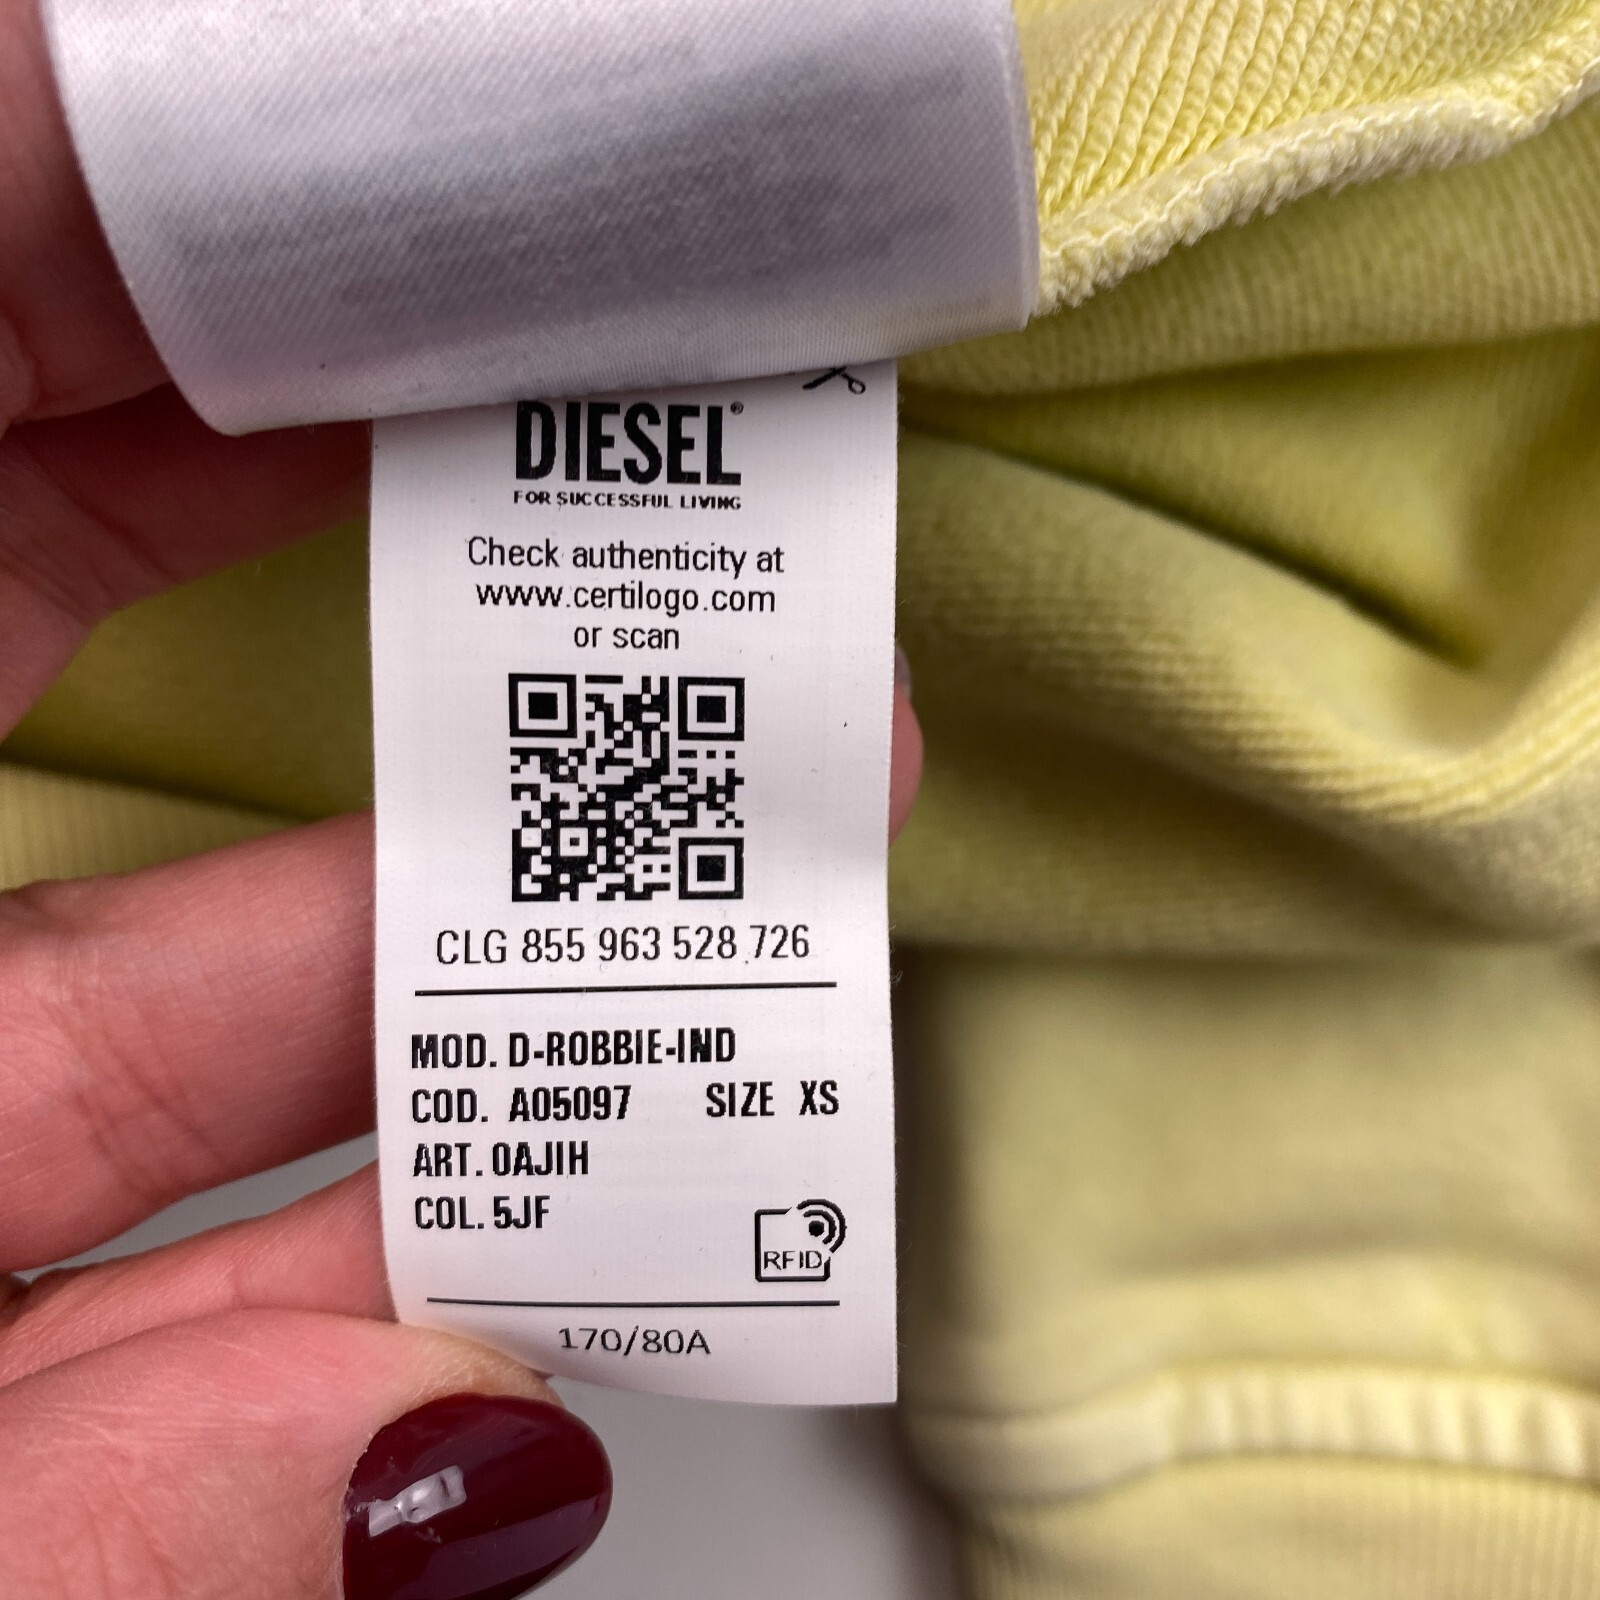 DIESEL®
FOR SUCCESSFUL LIVING
Check authenticity at
www.certilogo.com
or scan
CLG 855 963 528 726
MOD. D-ROBBIE-IND
COD. A05097 SIZE XS
ART. 0AJIH
COL. 5JF
RFID
170/80A